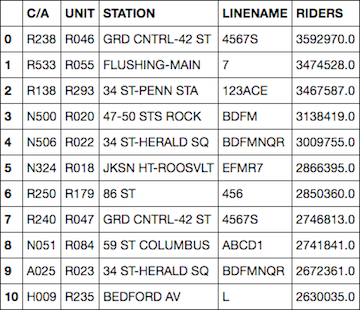 C/A UNIT STATION LINENAME RIDERS
0 R238 R046 GRD CNTRL-42 ST 4567S 3592970.0
1 R533 R055 FLUSHING-MAIN 7 3474528.0
2 R138 R293 34 ST-PENN STA 123ACE 3467587.0
3 N500 R020 47-50 STS ROCK BDFM 3138419.0
4 N506 R022 34 ST-HERALD SQ BDFMNQR 3009755.0
5 N324 R018 JKSN HT-ROOSVLT EFMR7 2866395.0
6 R250 R179 86 ST 456 2850360.0
7 R240 R047 GRD CNTRL-42 ST 4567S 2746813.0
8 N051 R084 59 ST COLUMBUS ABCD1 2741841.0
9 A025 R023 34 ST-HERALD SQ BDFMNQR 2672361.0
10 H009 R235 BEDFORD AV L 2630035.0